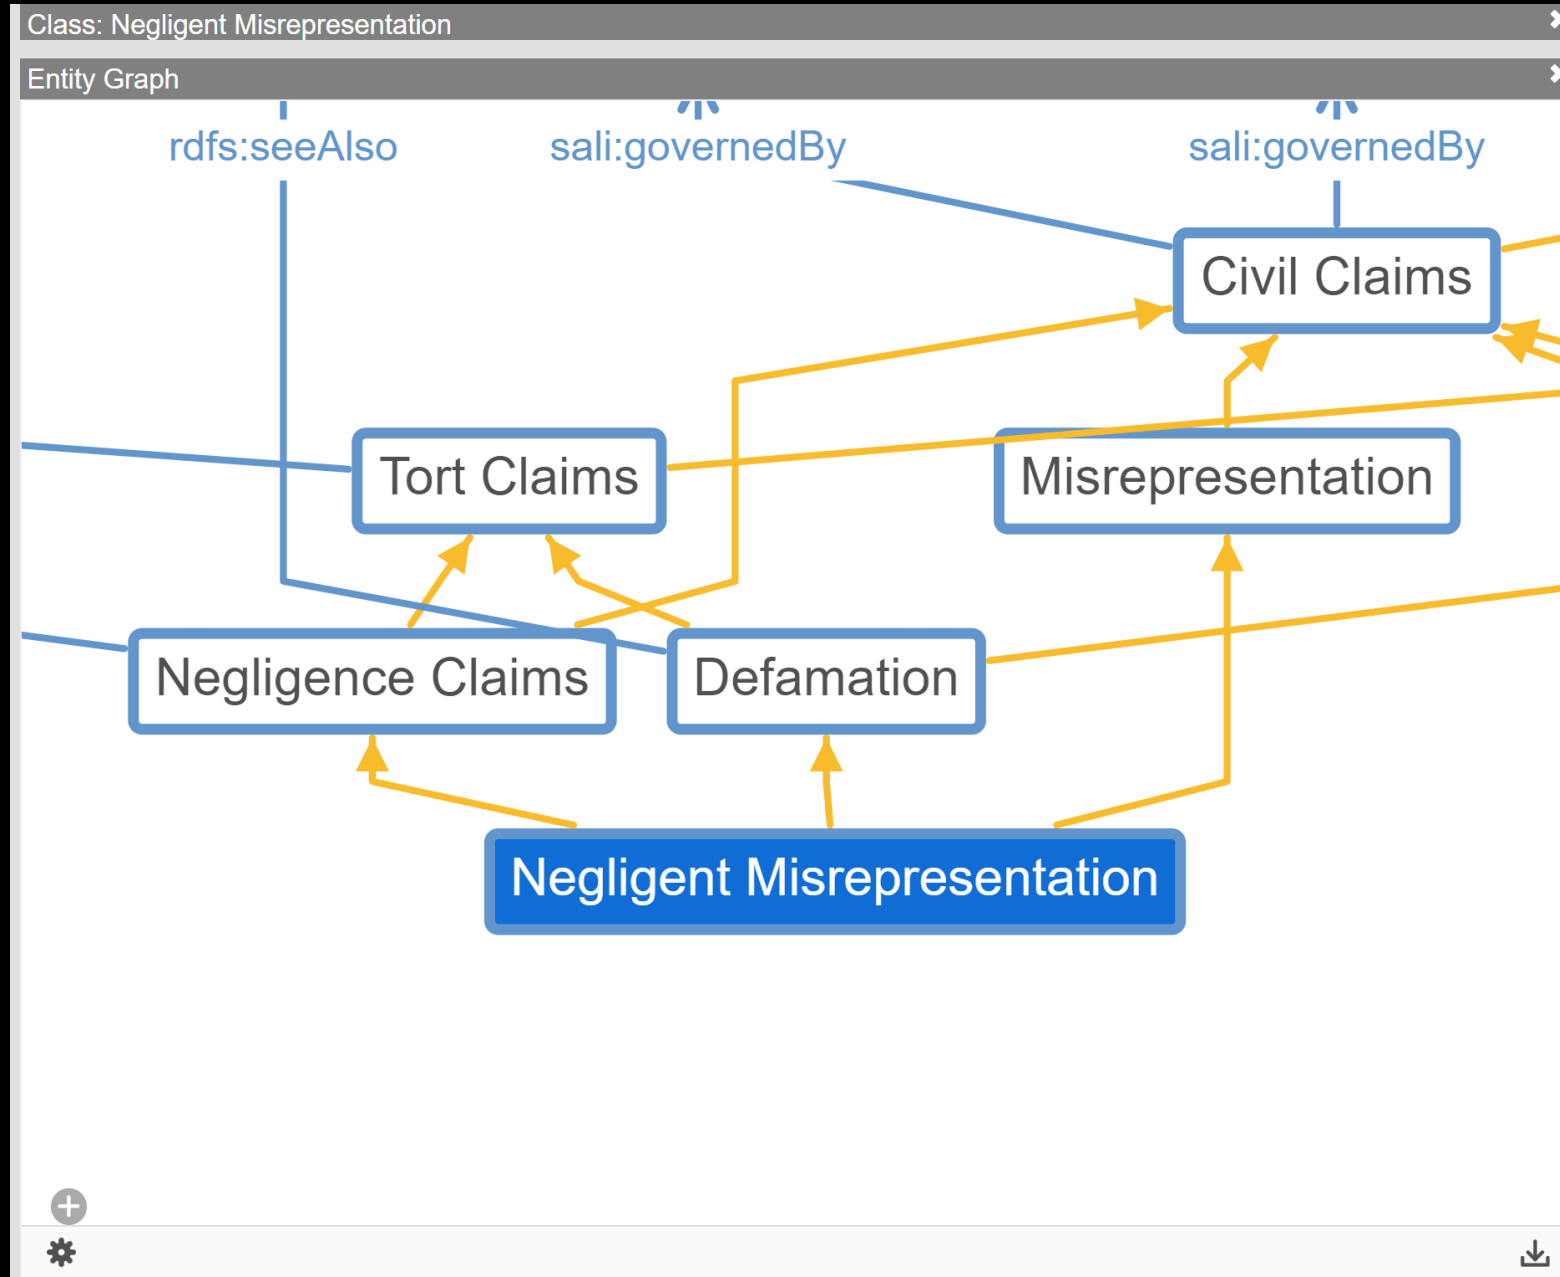 Class: Negligent Misrepresentation
Entity Graph
rdfs:seeAlso
sali:governedBy
sali:governedBy
Civil Claims
Tort Claims
Misrepresentation
Negligence Claims
Defamation
Negligent Misrepresentation